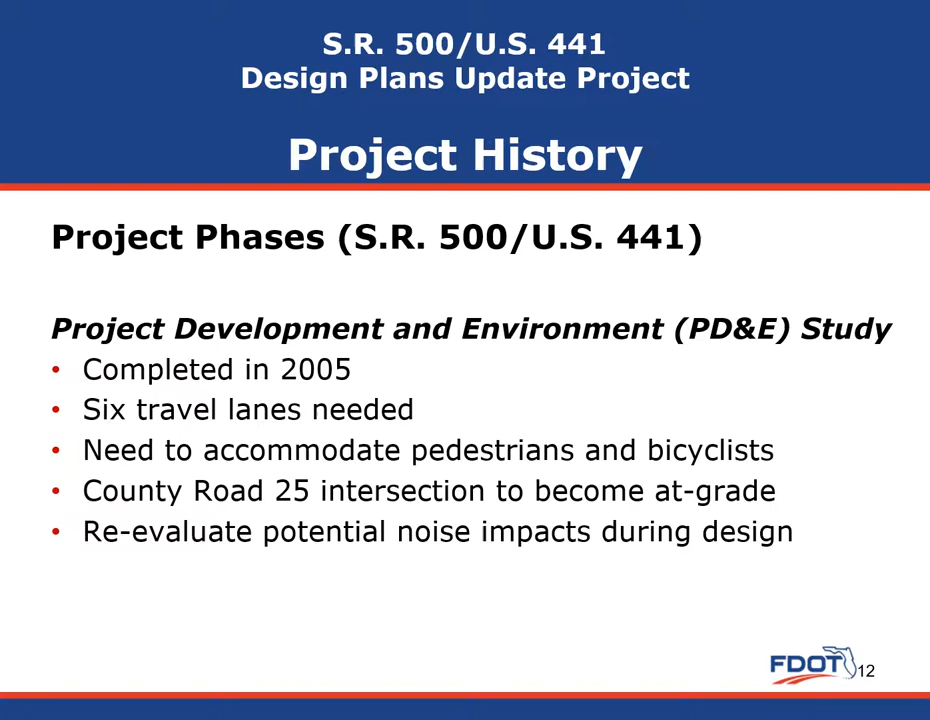 S.R. 500/U.S. 441
Design Plans Update Project
Project History
Project Phases (S.R. 500/U.S. 441)
Project Development and Environment (PD&E) Study
• Completed in 2005
• Six travel lanes needed
• Need to accommodate pedestrians and bicyclists
• County Road 25 intersection to become at-grade
• Re-evaluate potential noise impacts during design
FDOT 12